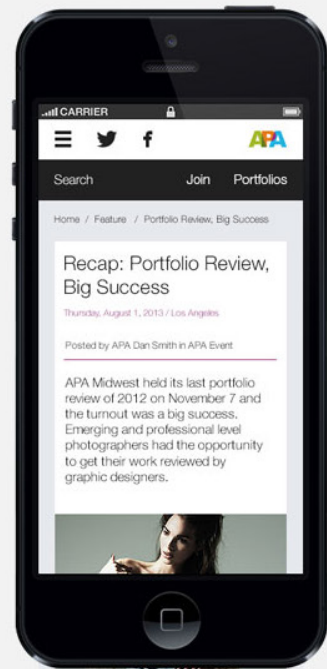 CARRIER
APA
Search Join Portfolios
Home / Feature / Portfolio Review, Big Success
Recap: Portfolio Review,
Big Success
Thursday, August 1, 2013 / Los Angeles
Posted by APA Dan Smith in APA Event
APA Midwest held its last portfolio
review of 2012 on November 7 and
the turnout was a big success.
Emerging and professional level
photographers had the opportunity
to get their work reviewed by
graphic designers.